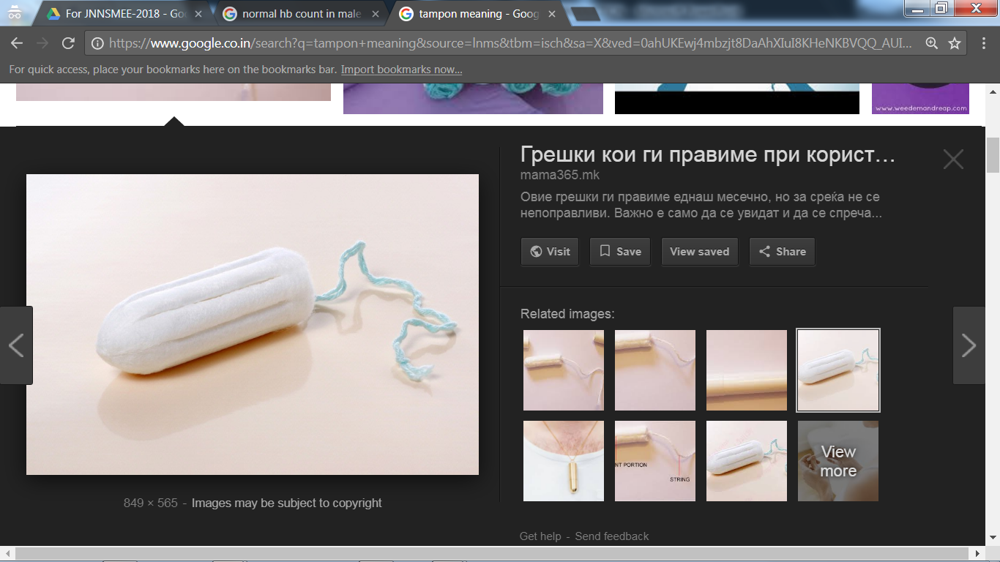 For JNNSMEE-2018 - Goo
normal hb count in male
tampon meaning - Goog
https://www.google.co.in/search?q=tampon+meaning&source=lnms&tbm=isch&sa=X&ved=0ahUKEwj4mbzjt8DaAhXIuI8KHeNKBVQQ_AUI...
For quick access, place your bookmarks here on the bookmarks bar. Import bookmarks now...
www.weedemandreap.com
Грешки кои ги правиме при корист...
mama365.mk
Овие грешки ги правиме еднаш месечно, но за среќа не се
непоправливи. Важно е само да се увидат и да се спреча...
Visit
Save
View saved
Share
Related images:
NT PORTION
STRING
View
more
849 × 565 - Images may be subject to copyright
Get help - Send feedback